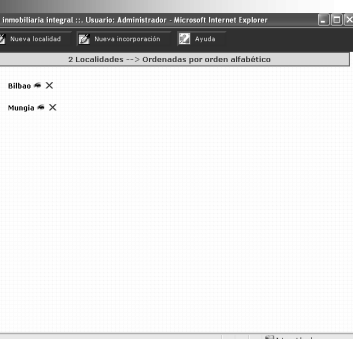 inmobiliaria integral ::. Usuario: Administrador - Microsoft Internet Explorer
Nueva localidad Nueva incorporación Ayuda
2 Localidades --> Ordenadas por orden alfabético
Bilbao
Mungia